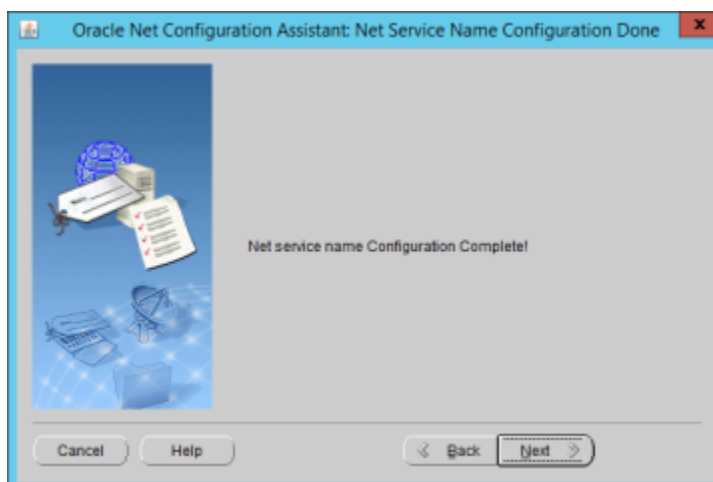 Oracle Net Configuration Assistant: Net Service Name Configuration Done
x
Net service name Configuration Complete!
Cancel
Help
Back
Next